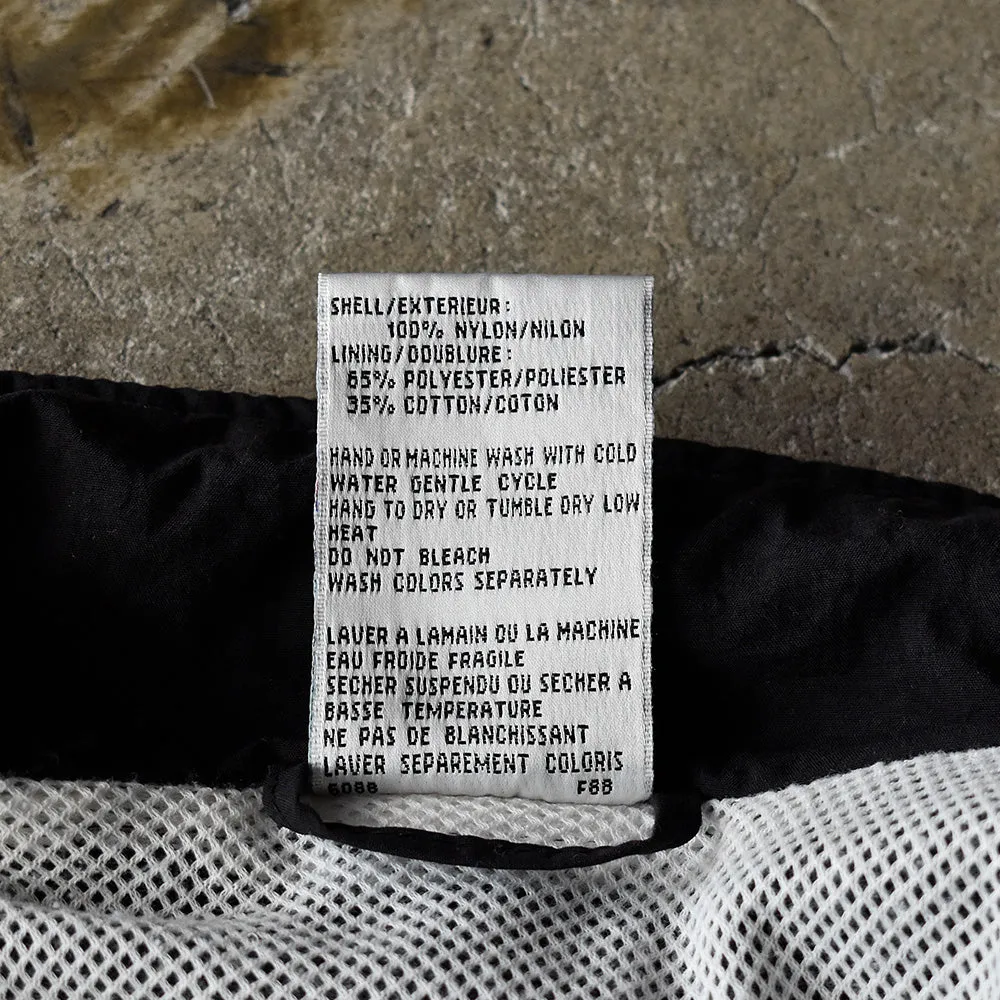 SHELL/EXTERIEUR:
100% NYLON/NILON
LINING/DOUBLURE:
65% POLYESTER/POLIESTER
35% COTTON/COTON
HAND OR MACHINE WASH WITH COLD
WATER GENTLE CYCLE
HANG TO DRY OR TUMBLE DRY LOW
HEAT
DO NOT BLEACH
WASH COLORS SEPARATELY
LAVER A LAMAIN OU LA MACHINE
EAU FROIDE FRAGILE
SECHER SUSPENDU OU SECHER A
BASSE TEMPERATURE
NE PAS DE BLANCHISSANT
LAVER SEPAREMENT COLORIS